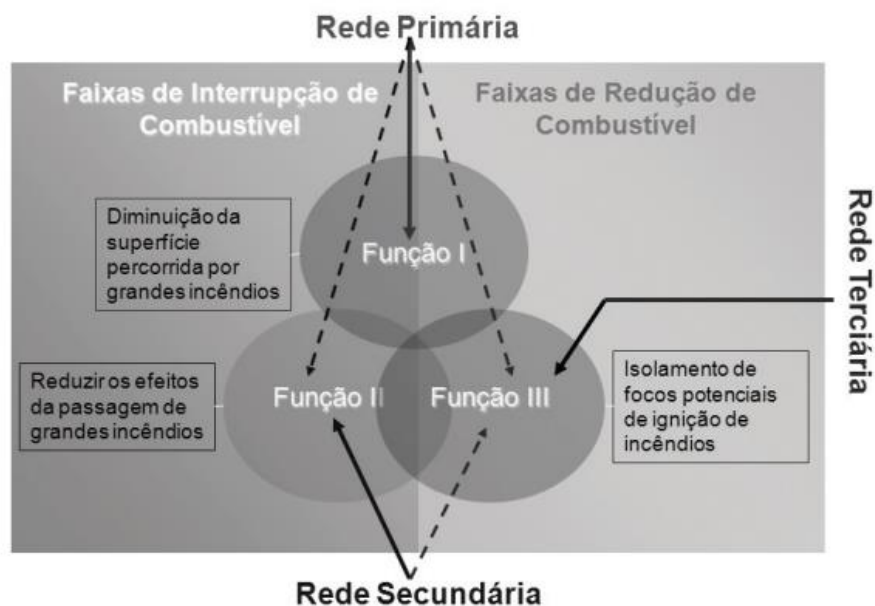 Rede Primária
Faixas de Interrupção de
Combustível
Faixas de Redução de
Combustível
Diminuição da
superfície
percorrida por
grandes incêndios
Função I
Rede Terciária
Reduzir os efeitos
da passagem de
grandes incêndios
Função II
Função III
Isolamento de
focos potenciais
de ignição de
incêndios
Rede Secundária